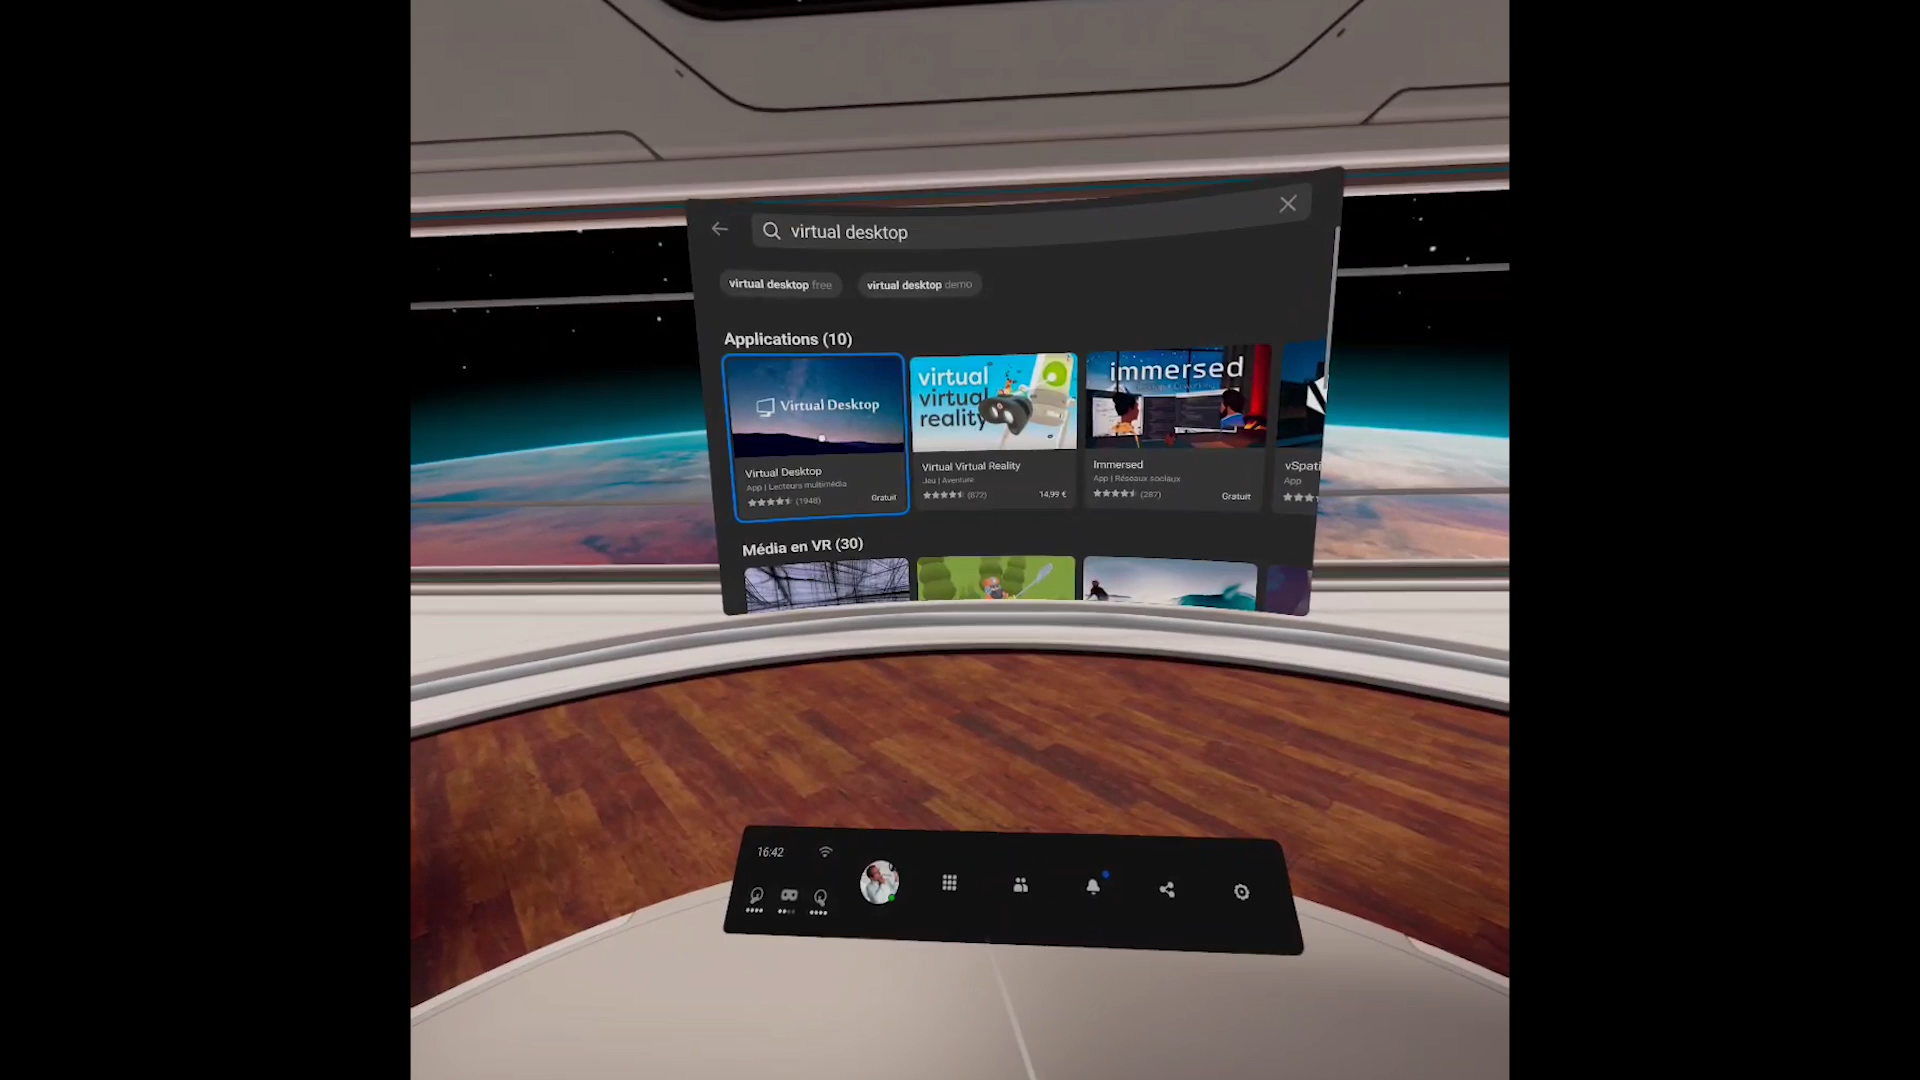 virtual desktop
virtual desktop free
virtual desktop demo
Applications (10)
Virtual Desktop
virtual
virtual
reality
immersed
Virtual Desktop
App | Lecteurs multimédia
(1948)
Gratuit
Virtual Virtual Reality
Jeu | Aventure
(872)
14,99 €
Immersed
App | Réseaux sociaux
(287)
Gratuit
App
Média en VR (30)
16:42